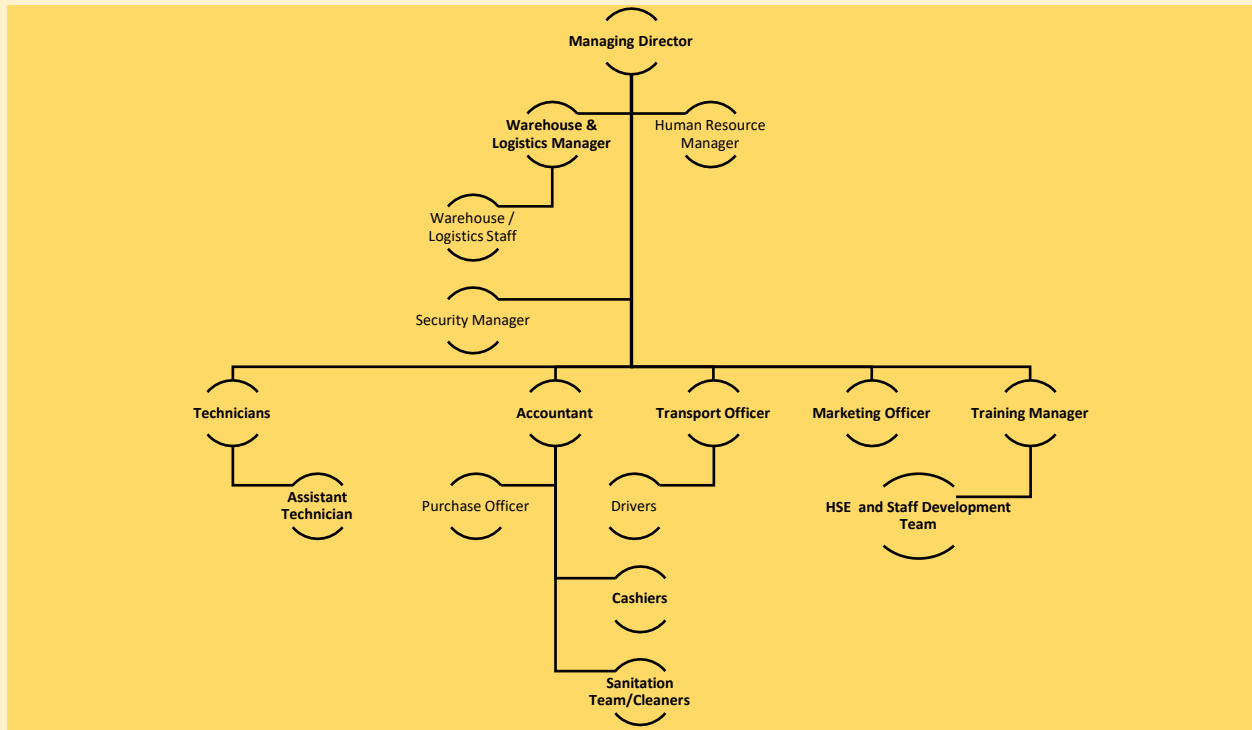 Managing Director
Warehouse &
Logistics Manager
Human Resource
Manager
Warehouse /
Logistics Staff
Security Manager
Technicians
Accountant
Transport Officer
Marketing Officer
Training Manager
Assistant
Technician
Purchase Officer
Drivers
HSE and Staff Development
Team
Cashiers
Sanitation
Team/Cleaners